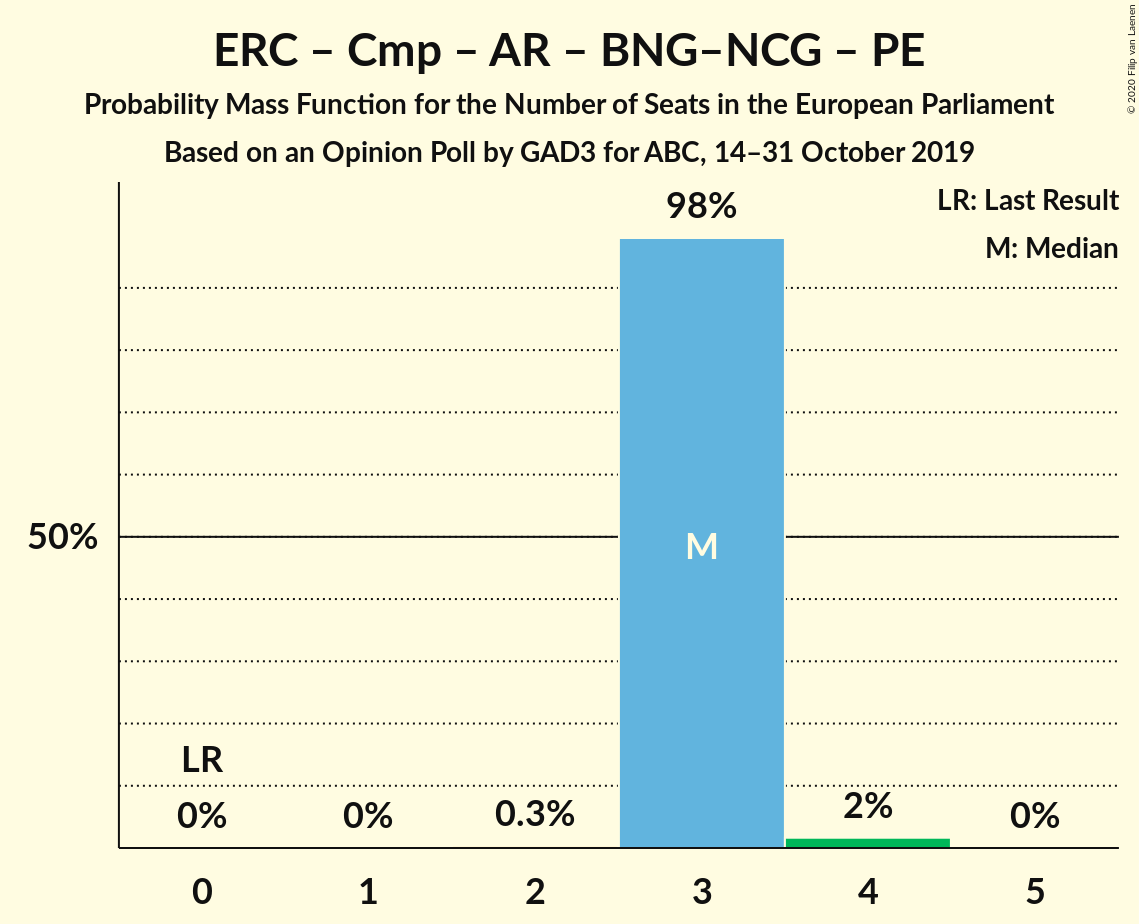 ERC – Cmp – AR – BNG–NCG – PE
Probability Mass Function for the Number of Seats in the European Parliament
Based on an Opinion Poll by GAD3 for ABC, 14–31 October 2019
© 2020 Filip van Laenen
LR: Last Result
M: Median
98%
50%
M
LR
0%
0%
0.3%
2%
0%
0
1
2
3
4
5